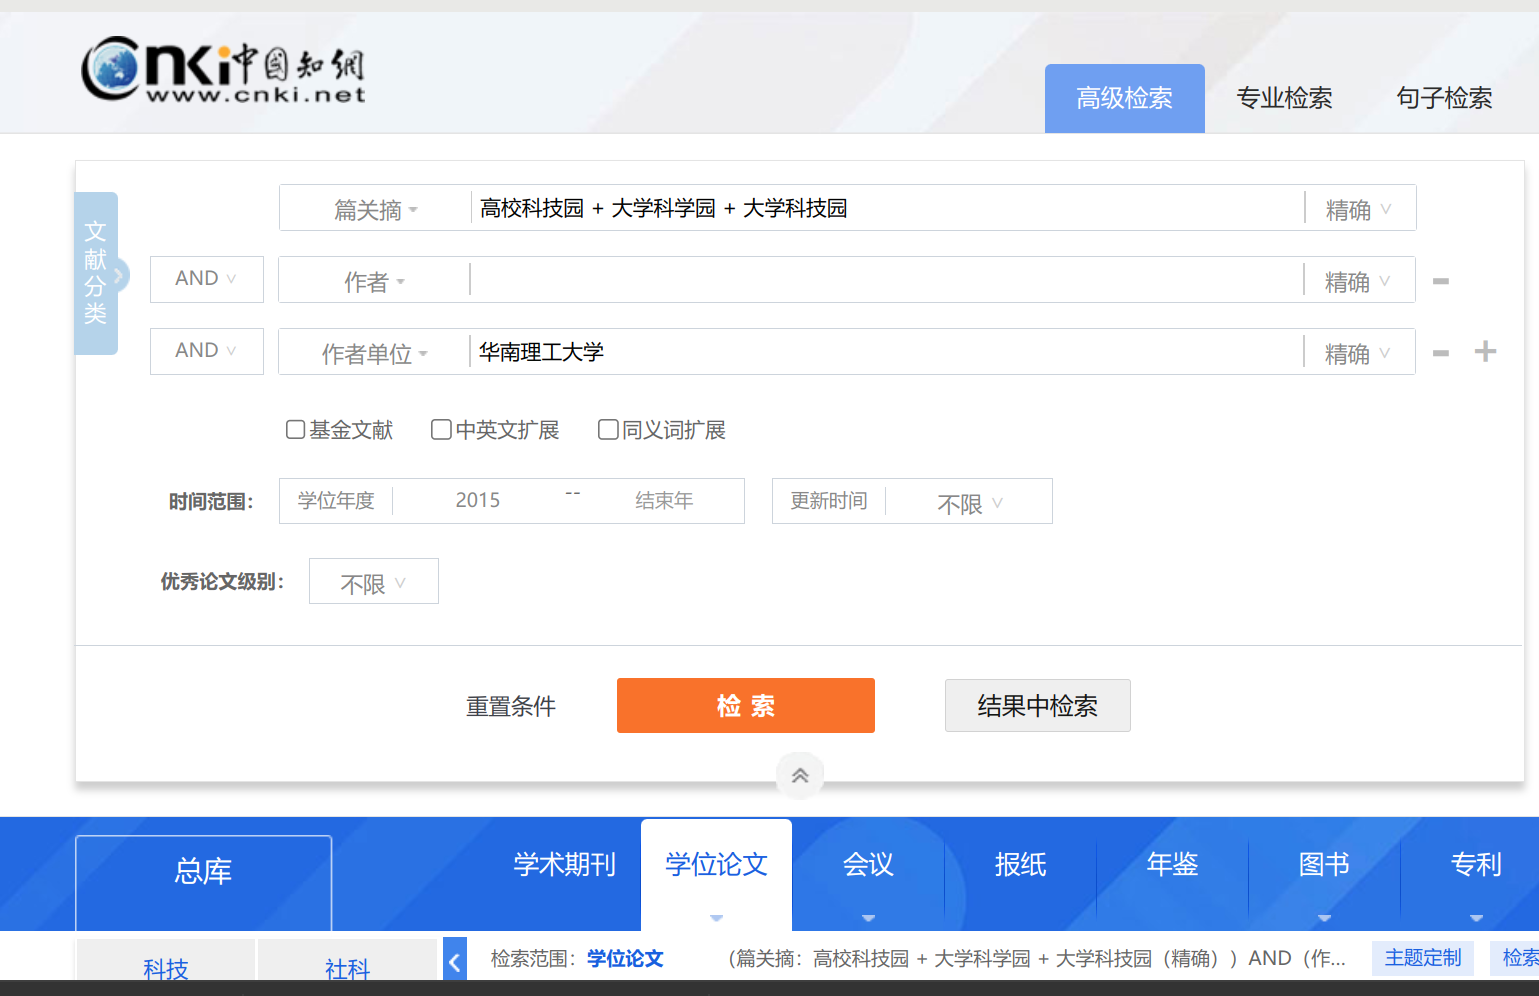 cnki中国知網
www.cnki.net
高级检索 专业检索 句子检索
文献分类
篇关摘 高校科技园 + 大学科学园 + 大学科技园 精确
AND 作者 精确
AND 作者单位 华南理工大学 精确
基金文献 中英文扩展 同义词扩展
时间范围： 学位年度 2015 -- 结束年 更新时间 不限
优秀论文级别： 不限
重置条件 检索 结果中检索
总库 学术期刊 学位论文 会议 报纸 年鉴 图书 专利
科技 社科 检索范围：学位论文 （篇关摘：高校科技园 + 大学科学园 + 大学科技园（精确））AND（作... 主题定制 检索